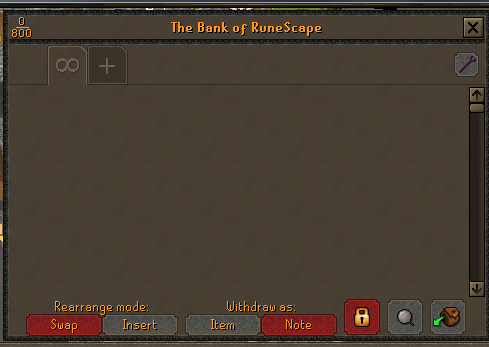 0
800
The Bank of RuneScape
Rearrange mode:
Withdraw as:
Swap
Insert
Item
Note